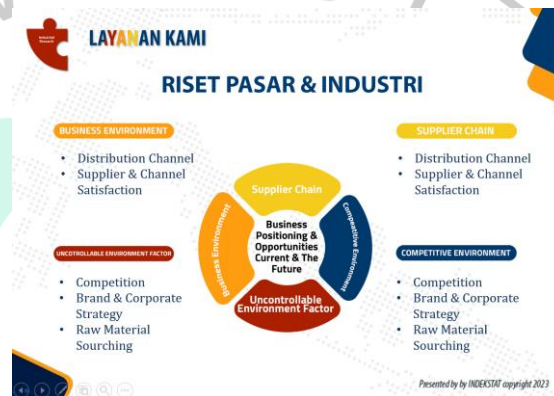 Industrial
Research
LAYANAN KAMI
RISET PASAR & INDUSTRI
BUSINESS ENVIRONMENT
• Distribution Channel
• Supplier & Channel
Satisfaction
UNCONTROLLABLE ENVIRONMENT FACTOR
• Competition
• Brand & Corporate
Strategy
• Raw Material
Sourching
Supplier Chain
Business Environment
Business
Positioning &
Opportunities
Current & The
Future
Competitive Environment
Uncontrollable
Environment Factor
SUPPLIER CHAIN
• Distribution Channel
• Supplier & Channel
Satisfaction
COMPETITIVE ENVIRONMENT
• Competition
• Brand & Corporate
Strategy
• Raw Material
Sourching
Presented by by INDEKSTAT copyright 2023